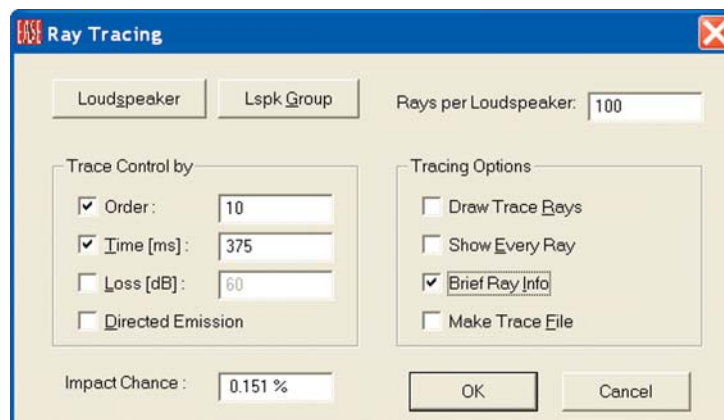 EASE Ray Tracing
Loudspeaker
Lspk Group
Rays per Loudspeaker: 100
Trace Control by
Order : 10
Time [ms] : 375
Loss [dB] : 60
Directed Emission
Tracing Options
Draw Trace Rays
Show Every Ray
Brief Ray Info
Make Trace File
Impact Chance : 0.151 %
OK
Cancel